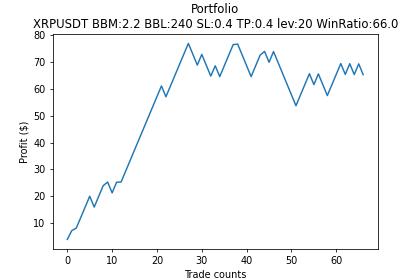 Portfolio
XRPUSDT BBM:2.2 BBL:240 SL:0.4 TP:0.4 lev:20 WinRatio:66.0
80
70
60
50
40
30
20
10
Profit ($)
0 10 20 30 40 50 60
Trade counts